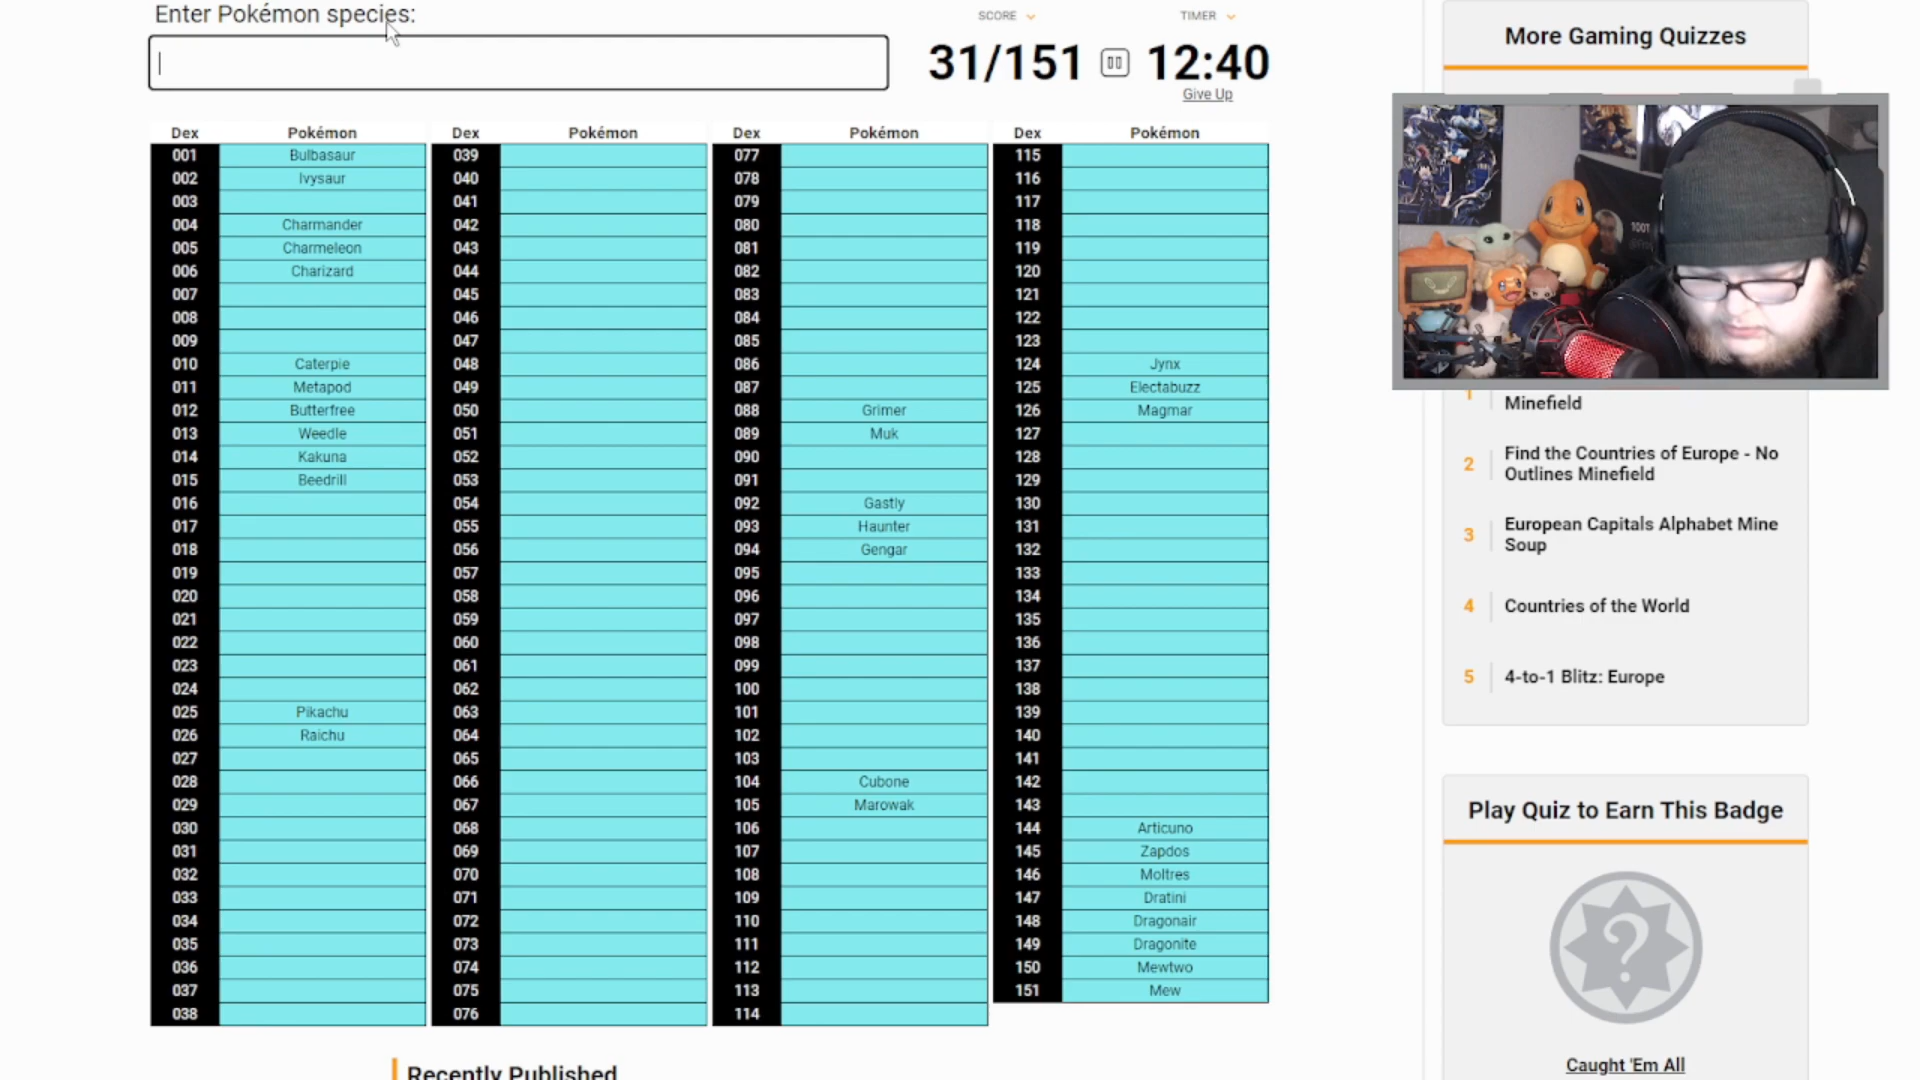 Enter Pokémon species:
SCORE
TIMER
31/151
12:40
Give Up
Dex Pokémon Dex Pokémon Dex Pokémon Dex Pokémon
001 Bulbasaur 039 077 115
002 Ivysaur 040 078 116
003 041 079 117
004 Charmander 042 080 118
005 Charmeleon 043 081 119
006 Charizard 044 082 120
007 045 083 121
008 046 084 122
009 047 085 123
010 Caterpie 048 086 124 Jynx
011 Metapod 049 087 125 Electabuzz
012 Butterfree 050 088 Grimer 126 Magmar
013 Weedle 051 089 Muk 127
014 Kakuna 052 090 128
015 Beedrill 053 091 129
016 054 092 Gastly 130
017 055 093 Haunter 131
018 056 094 Gengar 132
019 057 095 133
020 058 096 134
021 059 097 135
022 060 098 136
023 061 099 137
024 062 100 138
025 Pikachu 063 101 139
026 Raichu 064 102 140
027 065 103 141
028 066 104 Cubone 142
029 067 105 Marowak 143
030 068 106 144 Articuno
031 069 107 145 Zapdos
032 070 108 146 Moltres
033 071 109 147 Dratini
034 072 110 148 Dragonair
035 073 111 149 Dragonite
036 074 112 150 Mewtwo
037 075 113 151 Mew
038 076 114
Recently Published
More Gaming Quizzes
1001
1
Minefield
2 Find the Countries of Europe - No
Outlines Minefield
3 European Capitals Alphabet Mine
Soup
4 Countries of the World
5 4-to-1 Blitz: Europe
Play Quiz to Earn This Badge
?
Caught 'Em All